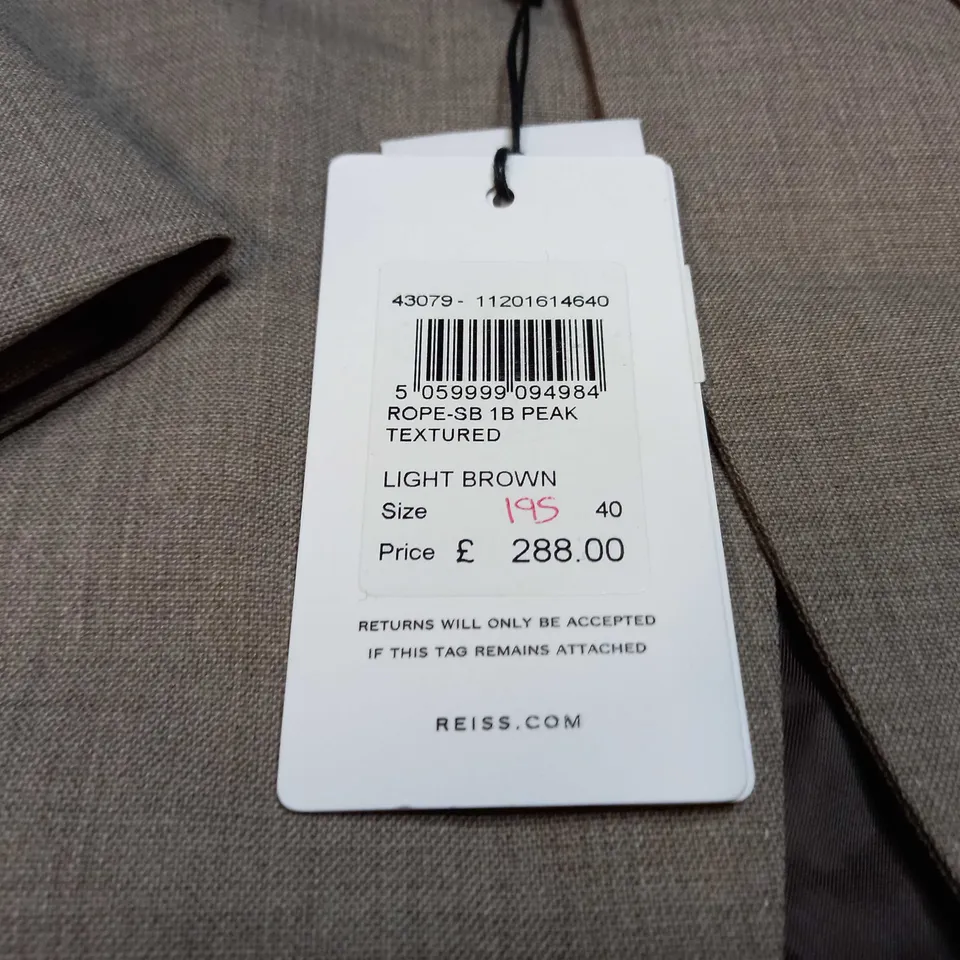 43079- 11201614640
5 059999 094984
ROPE-SB 1B PEAK
TEXTURED
LIGHT BROWN
Size 195 40
Price £ 288.00
RETURNS WILL ONLY BE ACCEPTED
IF THIS TAG REMAINS ATTACHED
REISS.COM